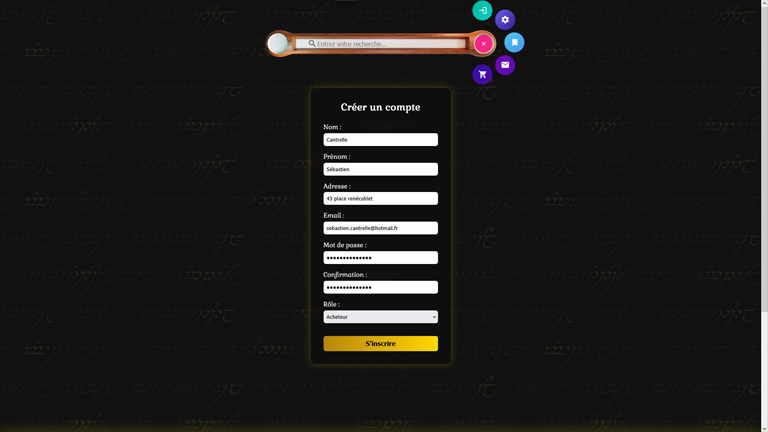 Entrez votre recherche...
Créer un compte
Nom :
Cantrelle
Prénom :
Sébastien
Adresse :
43 place renécoblet
Email :
sebastien.cantrelle@hotmail.fr
Mot de passe :
••••••••••••••
Confirmation :
••••••••••••••
Rôle :
Acheteur
S'inscrire